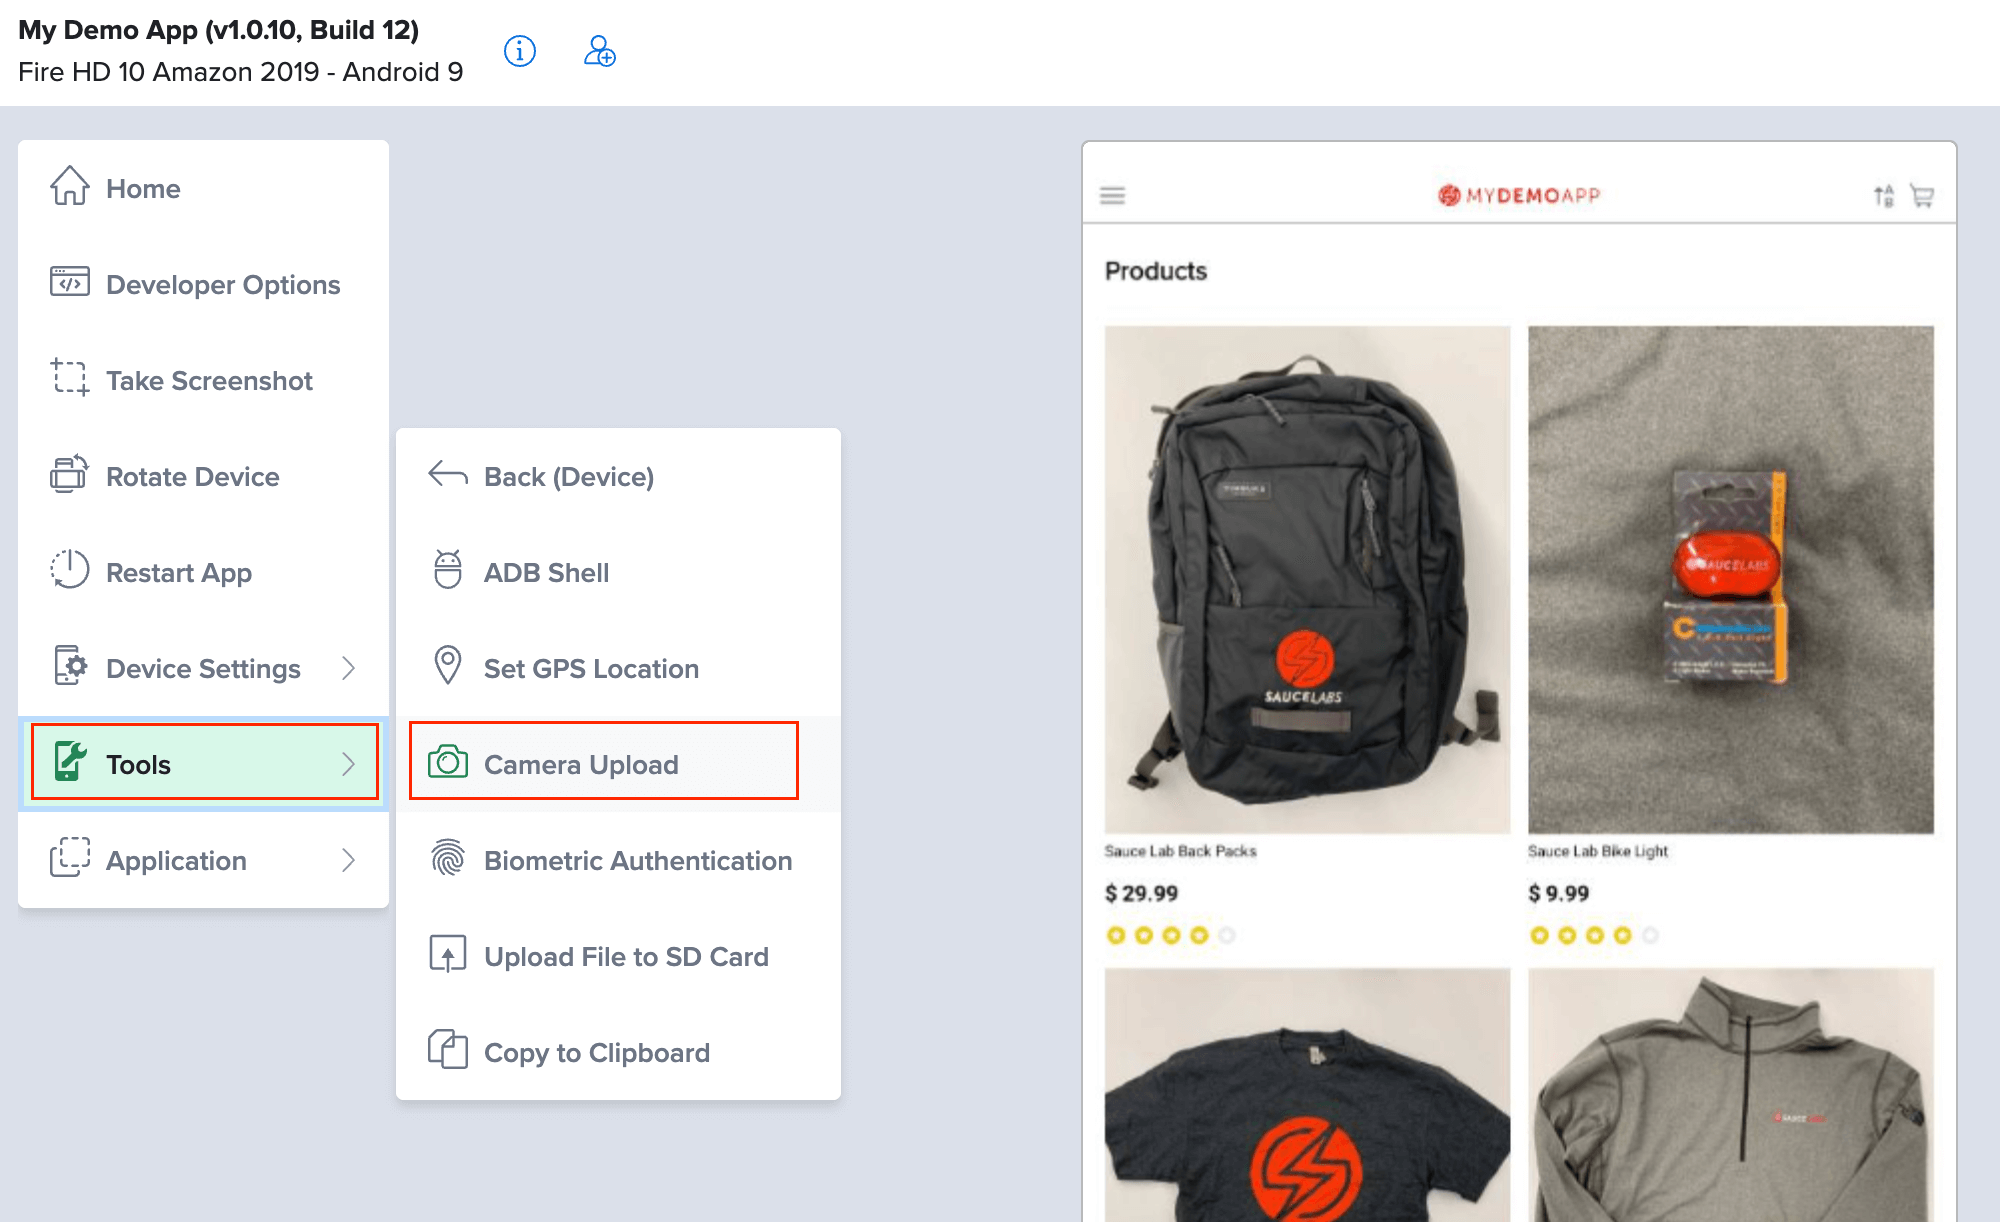 My Demo App (v1.0.10, Build 12)
Fire HD 10 Amazon 2019 - Android 9
Home
Developer Options
Take Screenshot
Rotate Device
Restart App
Device Settings
Tools
Application
Back (Device)
ADB Shell
Set GPS Location
Camera Upload
Biometric Authentication
Upload File to SD Card
Copy to Clipboard
MYDEMOAPP
A
B
Products
TIMBUK2
SAUCELABS
SAUCELABS
Sauce Lab Back Packs
Sauce Lab Bike Light
$ 29.99
$ 9.99
SAUCELABS